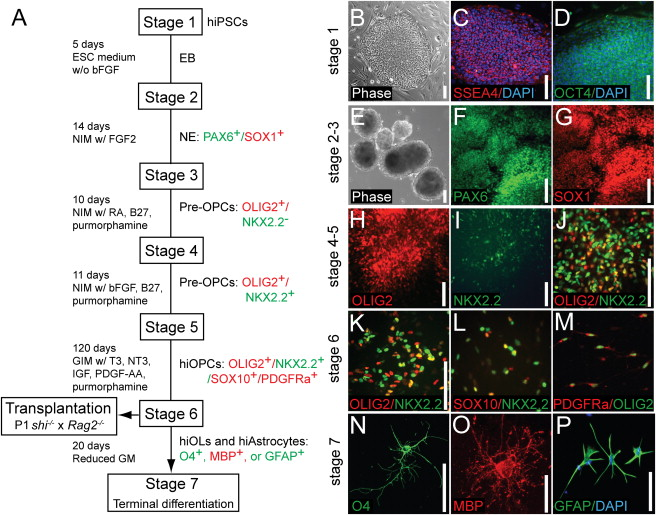 A
Stage 1 hiPSCs
5 days
ESC medium
w/o bFGF
EB
Stage 2
14 days
NIM w/ FGF2
NE: PAX6⁺/SOX1⁺
Stage 3
10 days
NIM w/ RA, B27,
purmorphamine
Pre-OPCs: OLIG2⁺/
NKX2.2⁻
Stage 4
11 days
NIM w/ bFGF, B27,
purmorphamine
Pre-OPCs: OLIG2⁺/
NKX2.2⁺
Stage 5
120 days
GIM w/ T3, NT3,
IGF, PDGF-AA,
purmorphamine
hiOPCs: OLIG2⁺/NKX2.2⁺
/SOX10⁺/PDGFRa⁺
Transplantation
P1 shi⁻/⁻ x Rag2⁻/⁻
Stage 6
20 days
Reduced GM
hiOLs and hiAstrocytes:
O4⁺, MBP⁺, or GFAP⁺
Stage 7
Terminal differentiation
stage 1
B
Phase
C
SSEA4/DAPI
D
OCT4/DAPI
stage 2-3
E
Phase
F
PAX6
G
SOX1
stage 4-5
H
OLIG2
I
NKX2.2
J
OLIG2/NKX2.2
stage 6
K
OLIG2/NKX2.2
L
SOX10/NKX2.2
M
PDGFRa/OLIG2
stage 7
N
O4
O
MBP
P
GFAP/DAPI